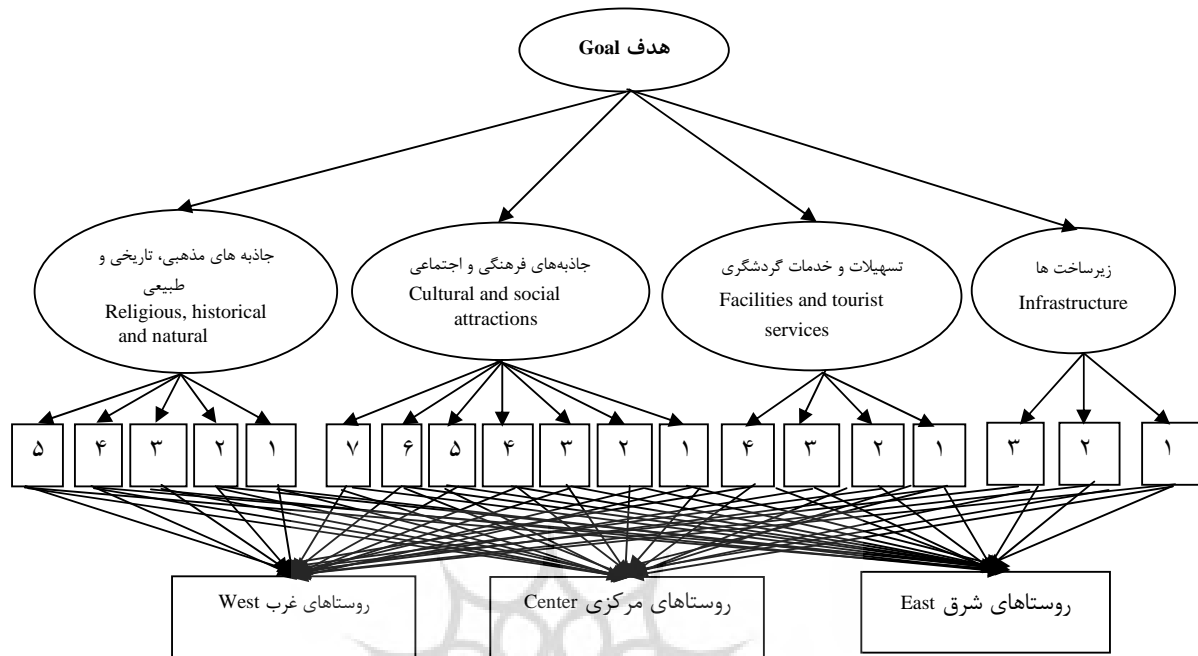 هدف Goal
جاذبه های مذهبی، تاریخی و
طبیعی
Religious, historical
and natural
جاذبه‌های فرهنگی و اجتماعی
Cultural and social
attractions
تسهیلات و خدمات گردشگری
Facilities and tourist
services
زیرساخت ها
Infrastructure
۵ ۴ ۳ ۲ ۱ ۷ ۶ ۵ ۴ ۳ ۲ ۱ ۴ ۳ ۲ ۱ ۳ ۲ ۱
روستاهای غرب West
روستاهای مرکزی Center
روستاهای شرق East